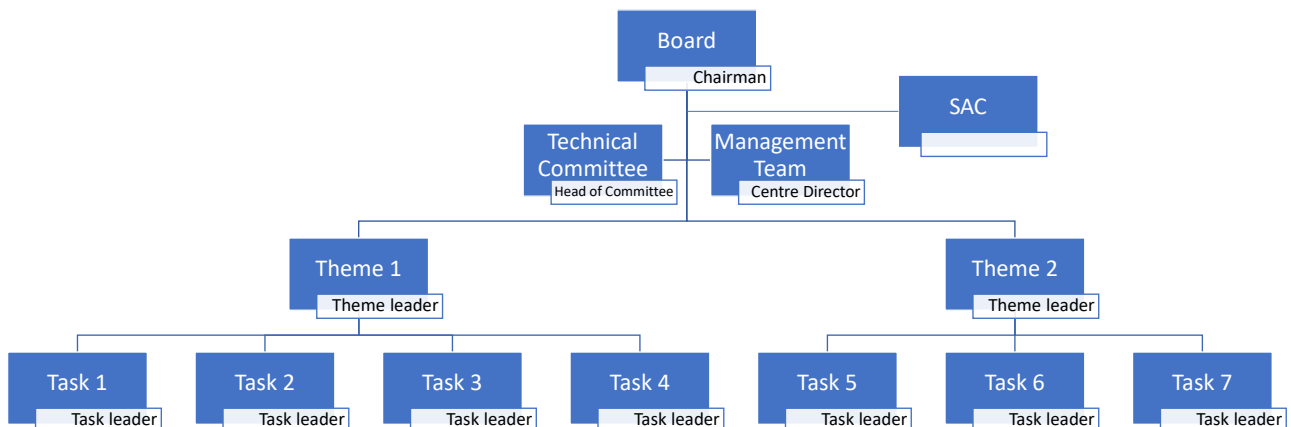 Board
Chairman
SAC
Technical
Committee
Head of Committee
Management
Team
Centre Director
Theme 1
Theme leader
Theme 2
Theme leader
Task 1
Task leader
Task 2
Task leader
Task 3
Task leader
Task 4
Task leader
Task 5
Task leader
Task 6
Task leader
Task 7
Task leader